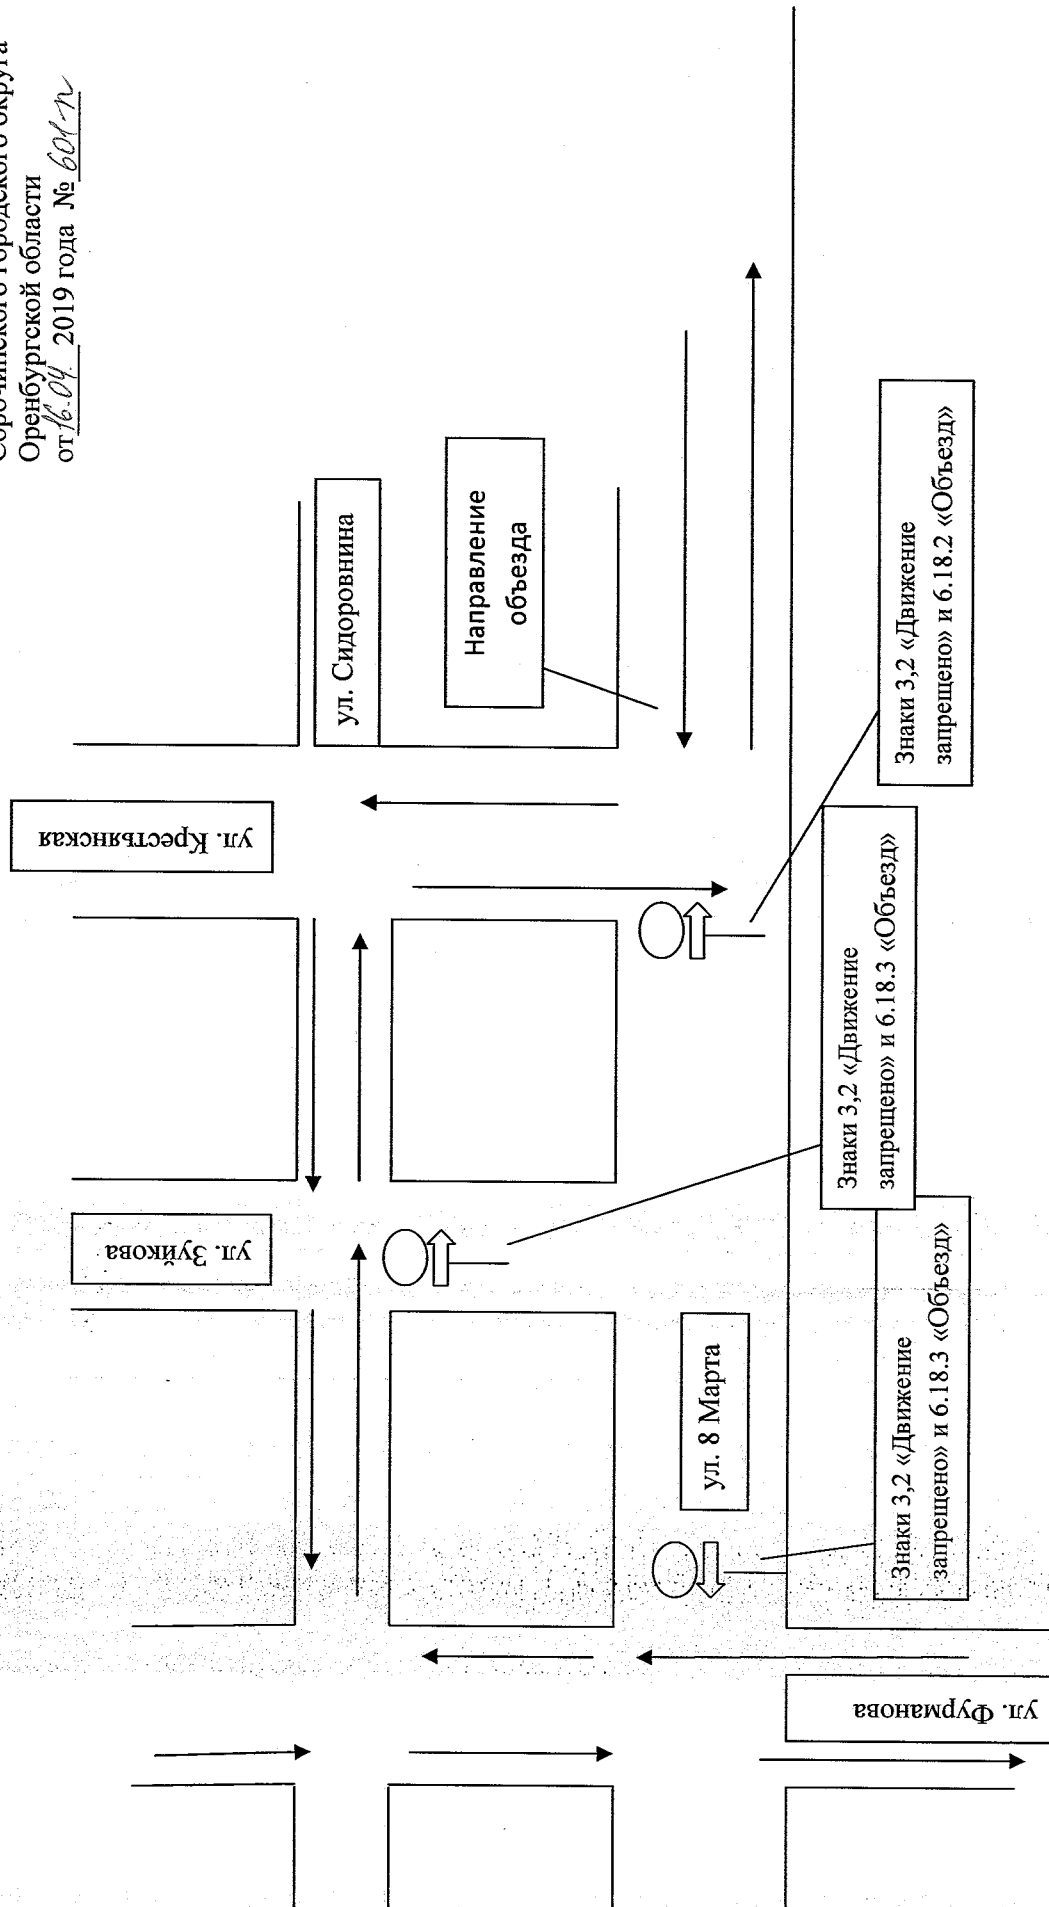 Сорочинского городского округа
Оренбургской области
от 16.04. 2019 года № 601-п
ул. Крестьянская
ул. Сидоровнина
Направление
объезда
ул. Зуйкова
ул. 8 Марта
ул. Фурманова
Знаки 3,2 «Движение
запрещено» и 6.18.2 «Объезд»
Знаки 3,2 «Движение
запрещено» и 6.18.3 «Объезд»
Знаки 3,2 «Движение
запрещено» и 6.18.3 «Объезд»